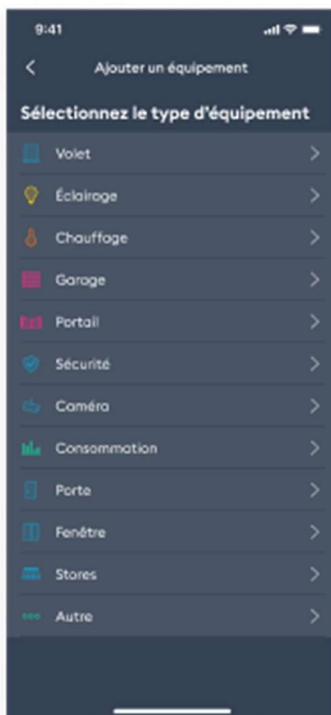 9:41
Ajouter un équipement
Sélectionnez le type d'équipement
Volet
Éclairage
Chauffage
Garage
Portail
Sécurité
Caméra
Consommation
Porte
Fenêtre
Stores
Autre